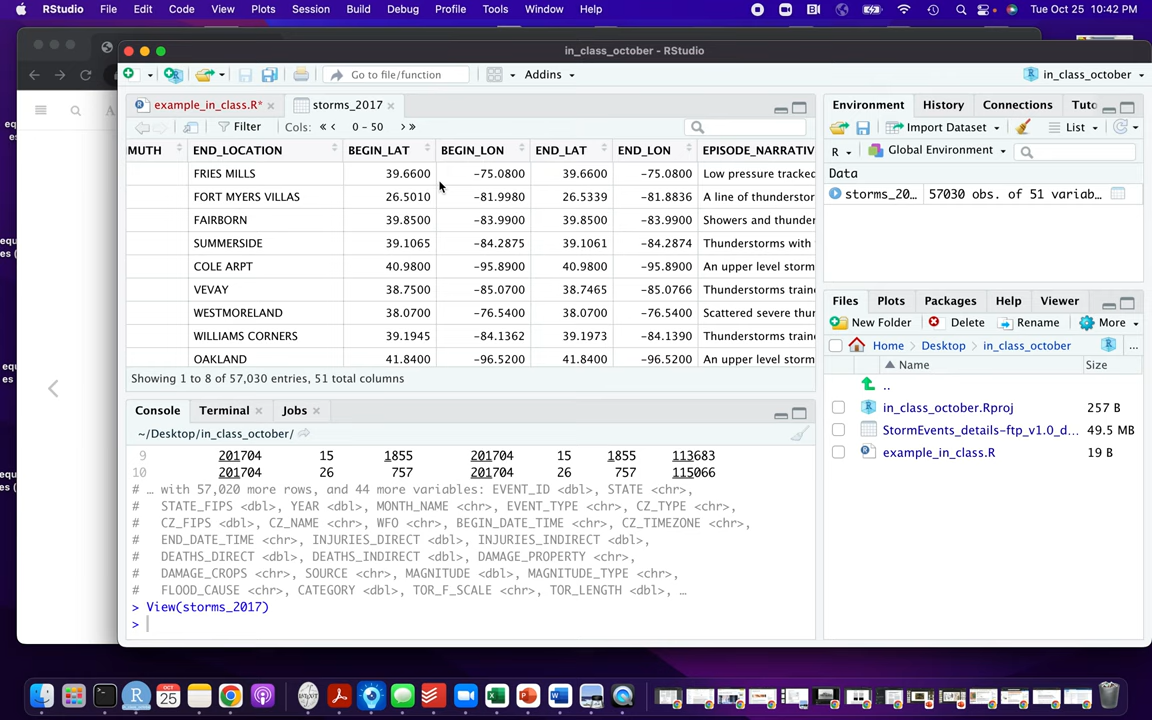 RStudio File Edit Code View Plots Session Build Debug Profile Tools Window Help Tue Oct 25 10:42 PM
in_class_october - RStudio
Go to file/function Addins in_class_october
example_in_class.R* storms_2017
Filter Cols: 0 - 50
MUTH END_LOCATION BEGIN_LAT BEGIN_LON END_LAT END_LON EPISODE_NARRATIV
FRIES MILLS 39.6600 -75.0800 39.6600 -75.0800 Low pressure tracked
FORT MYERS VILLAS 26.5010 -81.9980 26.5339 -81.8836 A line of thunderstor
FAIRBORN 39.8500 -83.9900 39.8500 -83.9900 Showers and thunder
SUMMERSIDE 39.1065 -84.2875 39.1061 -84.2874 Thunderstorms with
COLE ARPT 40.9800 -95.8900 40.9800 -95.8900 An upper level storm
VEVAY 38.7500 -85.0700 38.7465 -85.0766 Thunderstorms traine
WESTMORELAND 38.0700 -76.5400 38.0700 -76.5400 Scattered severe thur
WILLIAMS CORNERS 39.1945 -84.1362 39.1973 -84.1390 Thunderstorms traine
OAKLAND 41.8400 -96.5200 41.8400 -96.5200 An upper level storm
Showing 1 to 8 of 57,030 entries, 51 total columns
Console Terminal Jobs
~/Desktop/in_class_october/
9 201704 15 1855 201704 15 1855 113683
10 201704 26 757 201704 26 757 115066
# … with 57,020 more rows, and 44 more variables: EVENT_ID <dbl>, STATE <chr>,
# STATE_FIPS <dbl>, YEAR <dbl>, MONTH_NAME <chr>, EVENT_TYPE <chr>, CZ_TYPE <chr>,
# CZ_FIPS <dbl>, CZ_NAME <chr>, WFO <chr>, BEGIN_DATE_TIME <chr>, CZ_TIMEZONE <chr>,
# END_DATE_TIME <chr>, INJURIES_DIRECT <dbl>, INJURIES_INDIRECT <dbl>,
# DEATHS_DIRECT <dbl>, DEATHS_INDIRECT <dbl>, DAMAGE_PROPERTY <chr>,
# DAMAGE_CROPS <chr>, SOURCE <chr>, MAGNITUDE <dbl>, MAGNITUDE_TYPE <chr>,
# FLOOD_CAUSE <chr>, CATEGORY <dbl>, TOR_F_SCALE <chr>, TOR_LENGTH <dbl>, …
> View(storms_2017)
>
Environment History Connections Tuto
Import Dataset List
R Global Environment
Data
storms_20… 57030 obs. of 51 variab…
Files Plots Packages Help Viewer
New Folder Delete Rename More
Home Desktop in_class_october ...
Name Size
..
in_class_october.Rproj 257 B
StormEvents_details-ftp_v1.0_d... 49.5 MB
example_in_class.R 19 B
OCT
25